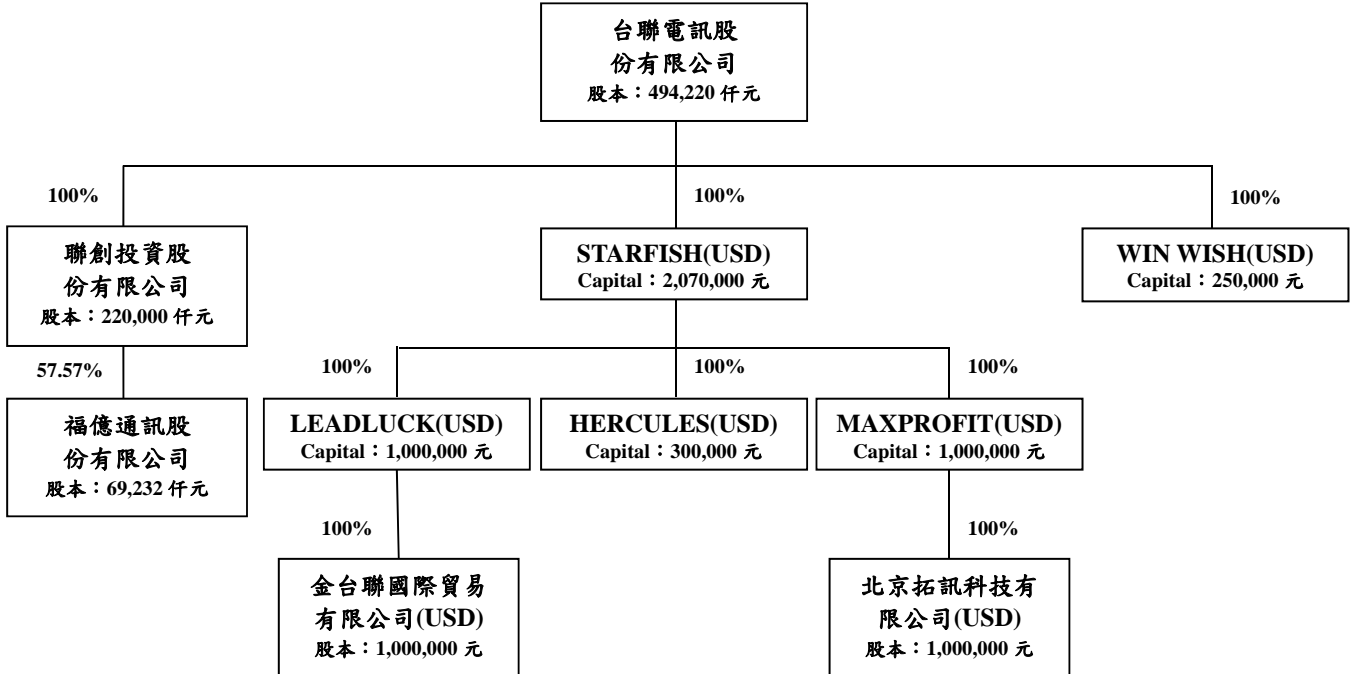 台聯電訊股
份有限公司
股本：494,220 仟元
100%
100%
100%
聯創投資股
份有限公司
股本：220,000 仟元
STARFISH(USD)
Capital：2,070,000 元
WIN WISH(USD)
Capital：250,000 元
57.57%
100%
100%
100%
福億通訊股
份有限公司
股本：69,232 仟元
LEADLUCK(USD)
Capital：1,000,000 元
HERCULES(USD)
Capital：300,000 元
MAXPROFIT(USD)
Capital：1,000,000 元
100%
100%
金台聯國際貿易
有限公司(USD)
股本：1,000,000 元
北京拓訊科技有
限公司(USD)
股本：1,000,000 元